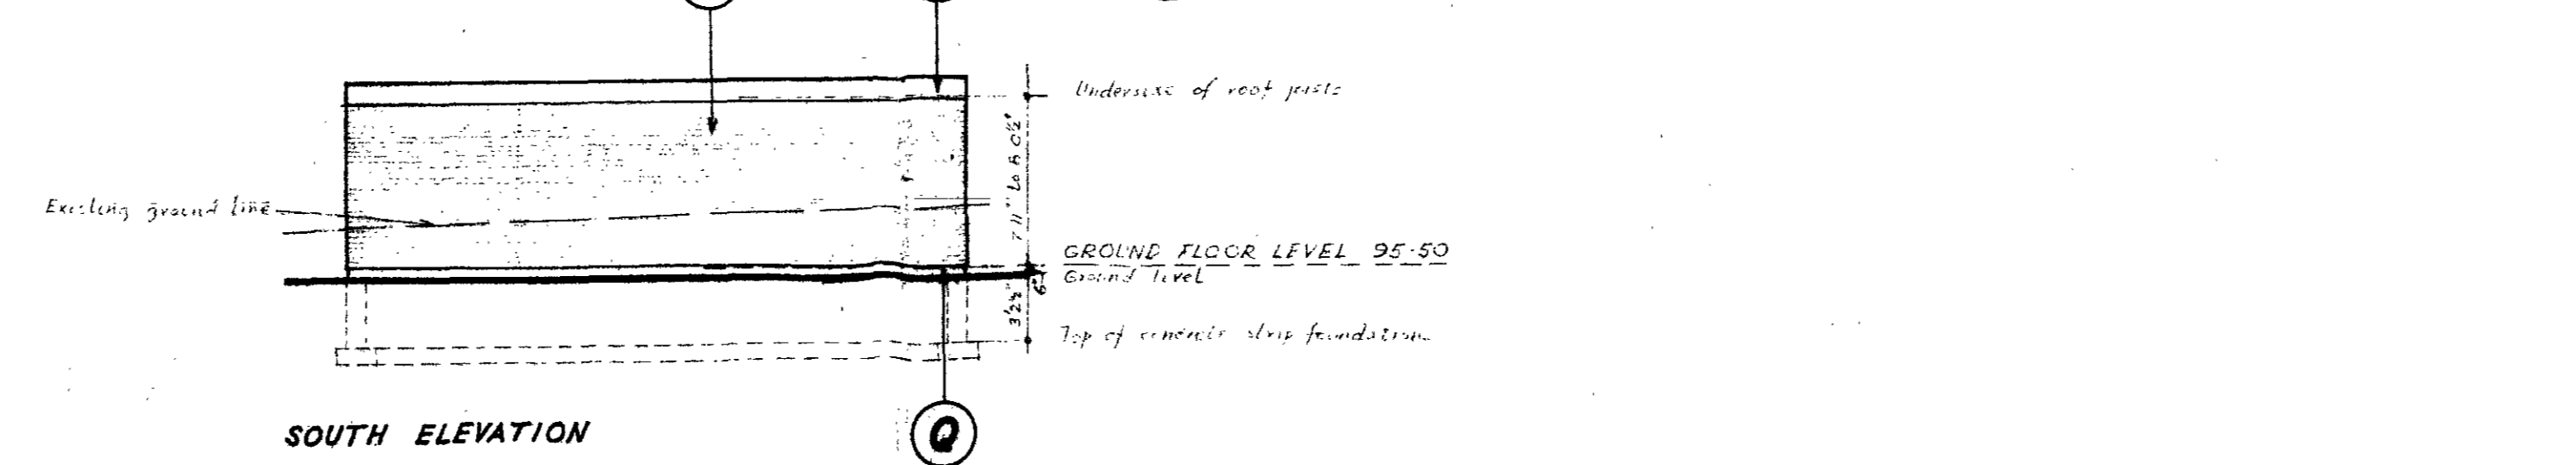 Underside of roof joists
7'11" to 8'0½"
Existing ground line
GROUND FLOOR LEVEL 95·50
Ground level
6"
3'2½"
Top of concrete strip foundation
SOUTH ELEVATION
Q